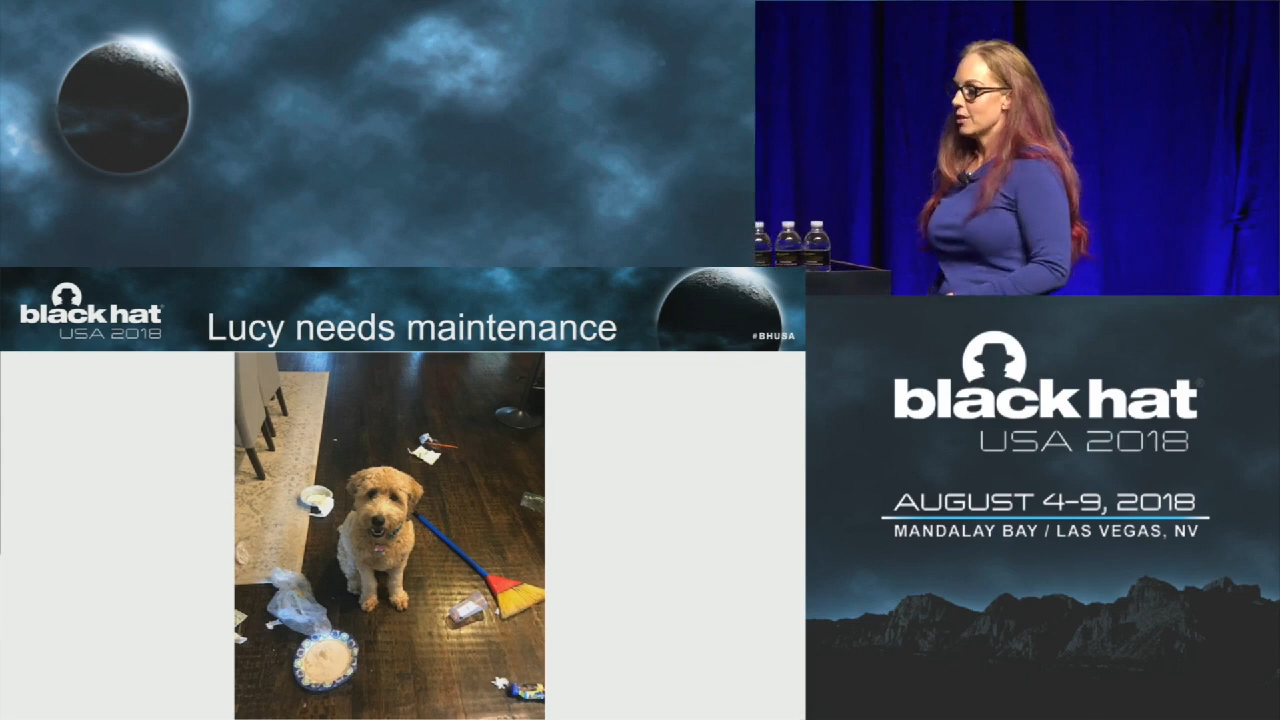 black hat
USA 2018
Lucy needs maintenance
#BHUSA
black hat
USA 2018
AUGUST 4-9, 2018
MANDALAY BAY / LAS VEGAS, NV